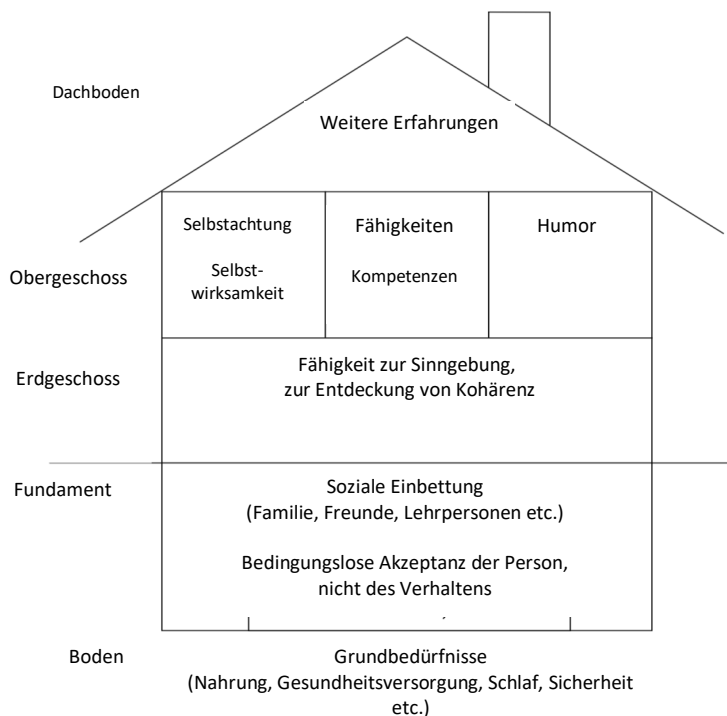 Dachboden
Weitere Erfahrungen
Obergeschoss
Selbstachtung
Selbst-
wirksamkeit
Fähigkeiten
Kompetenzen
Humor
Erdgeschoss
Fähigkeit zur Sinngebung,
zur Entdeckung von Kohärenz
Fundament
Soziale Einbettung
(Familie, Freunde, Lehrpersonen etc.)
Bedingungslose Akzeptanz der Person,
nicht des Verhaltens
Boden
Grundbedürfnisse
(Nahrung, Gesundheitsversorgung, Schlaf, Sicherheit
etc.)